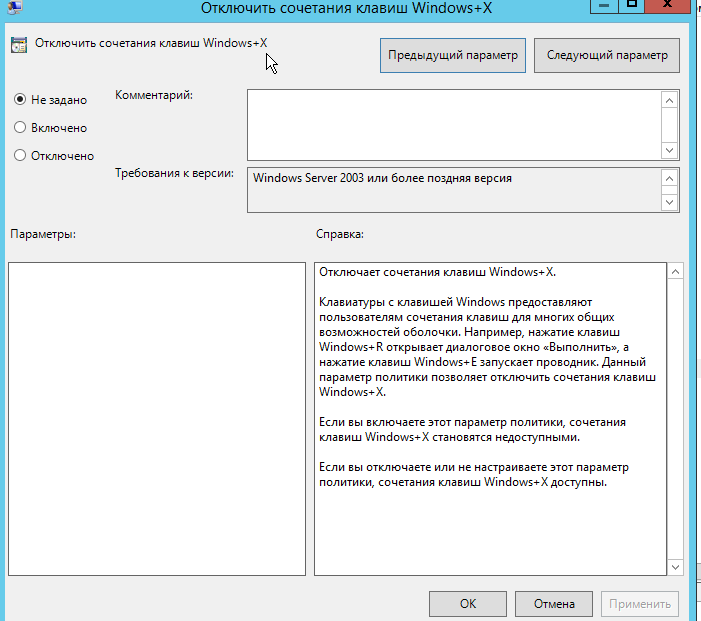 Отключить сочетания клавиш Windows+X
Отключить сочетания клавиш Windows+X
Предыдущий параметр
Следующий параметр
Не задано
Включено
Отключено
Комментарий:
Требования к версии:
Windows Server 2003 или более поздняя версия
Параметры:
Справка:
Отключает сочетания клавиш Windows+X.
Клавиатуры с клавишей Windows предоставляют
пользователям сочетания клавиш для многих общих
возможностей оболочки. Например, нажатие клавиш
Windows+R открывает диалоговое окно «Выполнить», а
нажатие клавиш Windows+E запускает проводник. Данный
параметр политики позволяет отключить сочетания клавиш
Windows+X.
Если вы включаете этот параметр политики, сочетания
клавиш Windows+X становятся недоступными.
Если вы отключаете или не настраиваете этот параметр
политики, сочетания клавиш Windows+X доступны.
ОК
Отмена
Применить